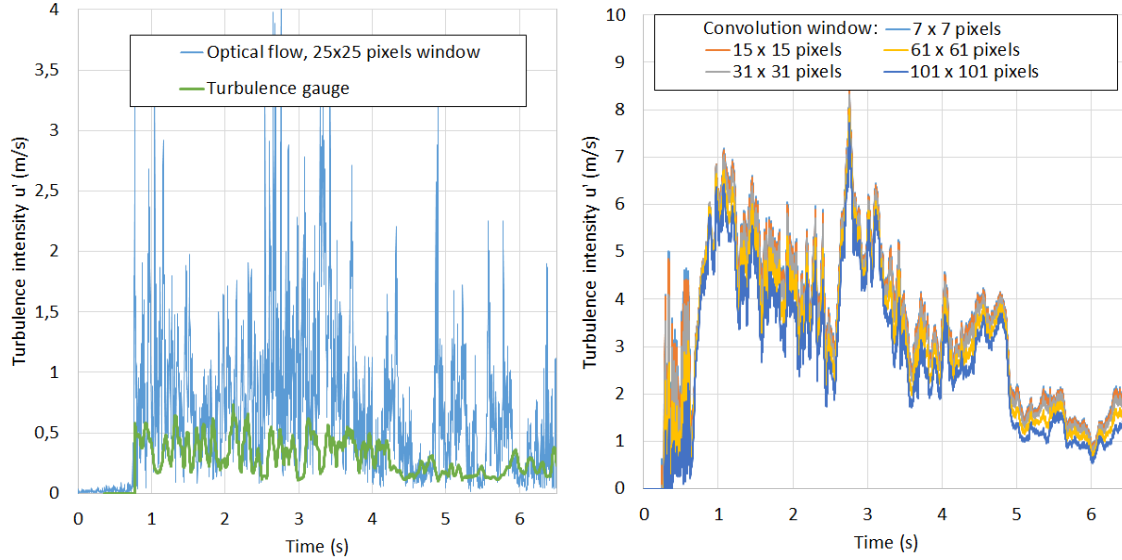 4
3,5
3
2,5
2
1,5
1
0,5
0
0 1 2 3 4 5 6
Turbulence intensity u' (m/s)
Time (s)
Optical flow, 25x25 pixels window
Turbulence gauge
10
9
8
7
6
5
4
3
2
1
0
0 1 2 3 4 5 6
Turbulence intensity u' (m/s)
Time (s)
Convolution window: 7 x 7 pixels
15 x 15 pixels 61 x 61 pixels
31 x 31 pixels 101 x 101 pixels